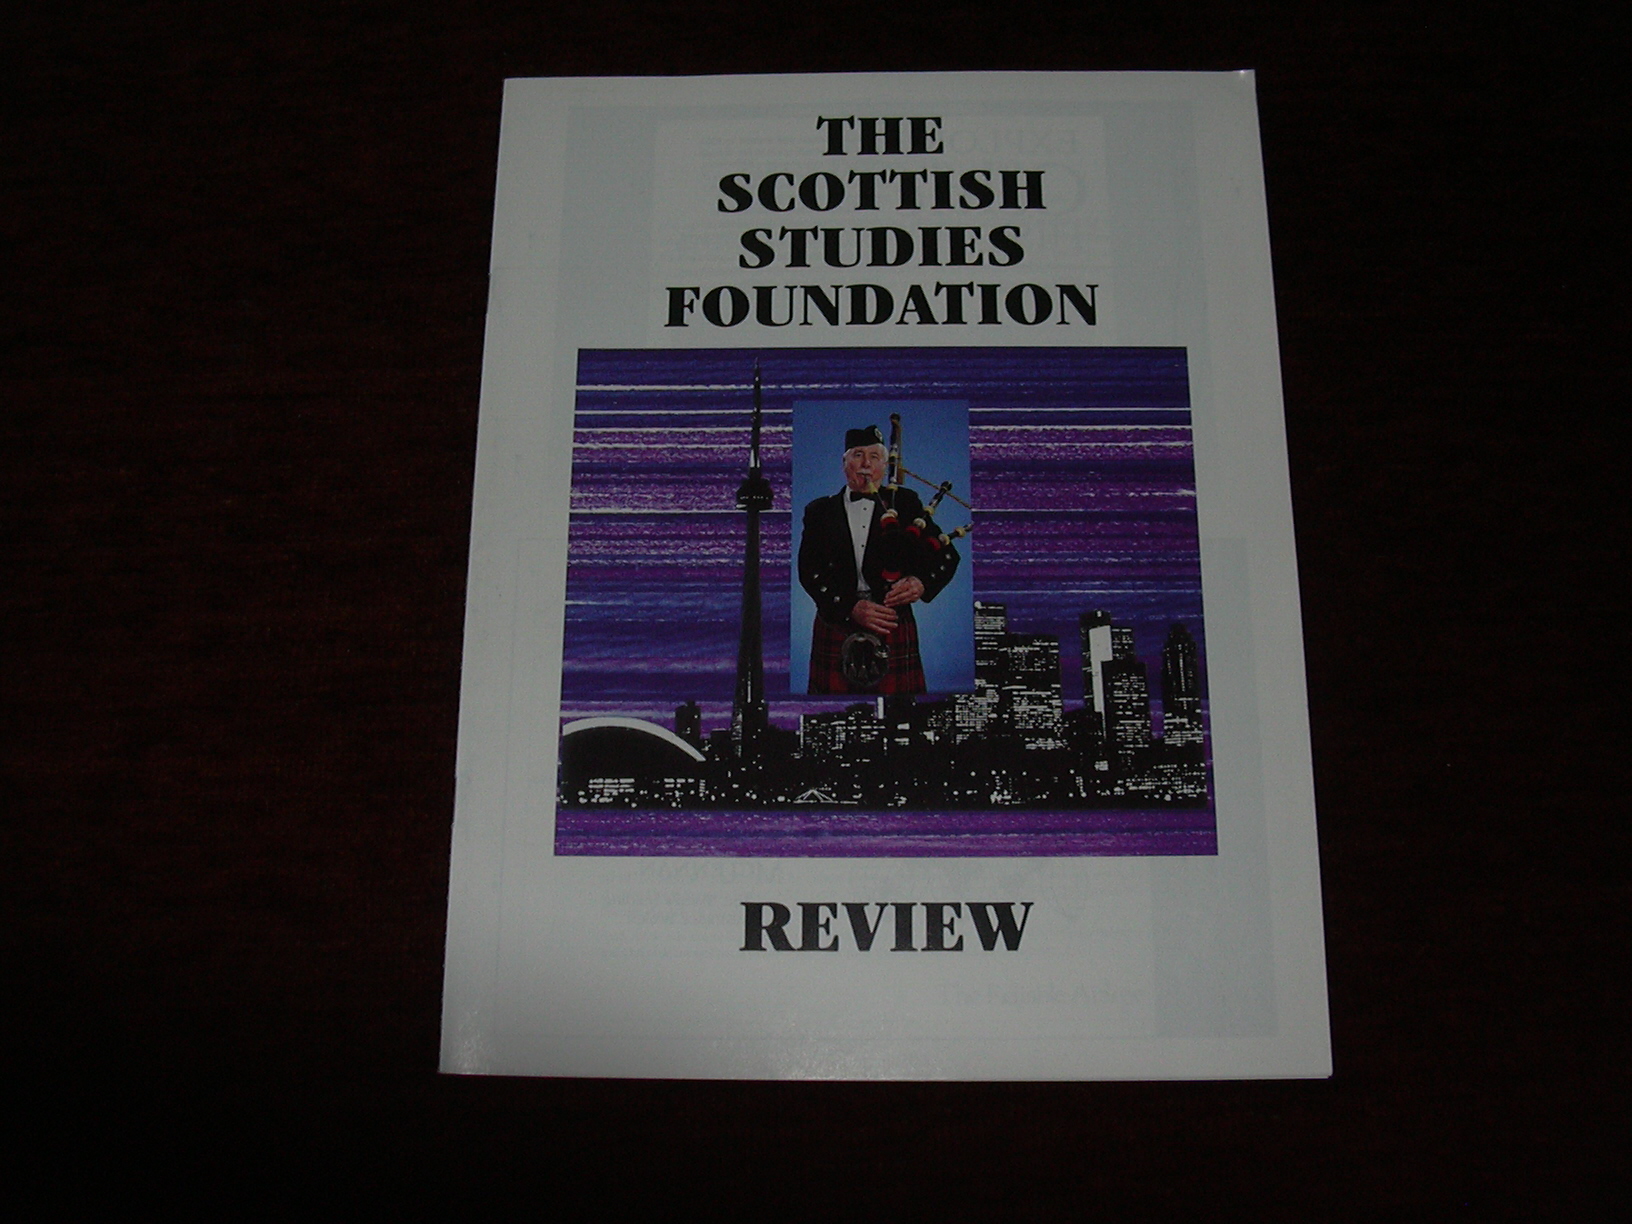 THE
SCOTTISH
STUDIES
FOUNDATION
REVIEW